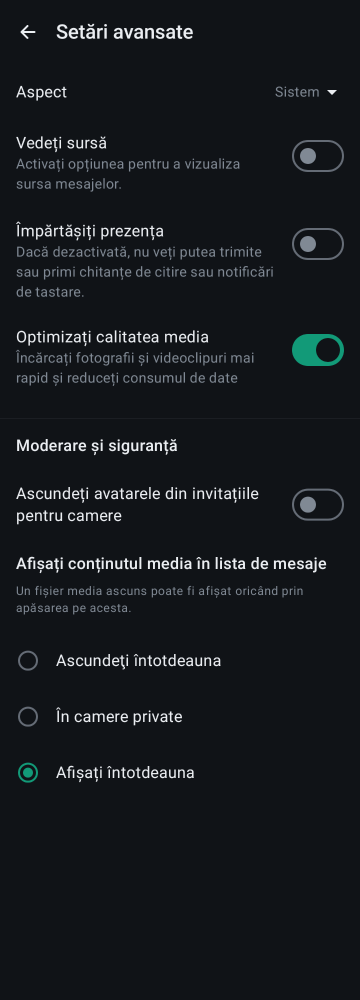 Setări avansate
Aspect
Sistem
Vedeți sursă
Activați opțiunea pentru a vizualiza
sursa mesajelor.
Împărtășiți prezența
Dacă dezactivată, nu veți putea trimite
sau primi chitanțe de citire sau notificări
de tastare.
Optimizați calitatea media
Încărcați fotografii și videoclipuri mai
rapid și reduceți consumul de date
Moderare și siguranță
Ascundeți avatarele din invitațiile
pentru camere
Afișați conținutul media în lista de mesaje
Un fișier media ascuns poate fi afișat oricând prin
apăsarea pe acesta.
Ascundeţi întotdeauna
În camere private
Afișați întotdeauna